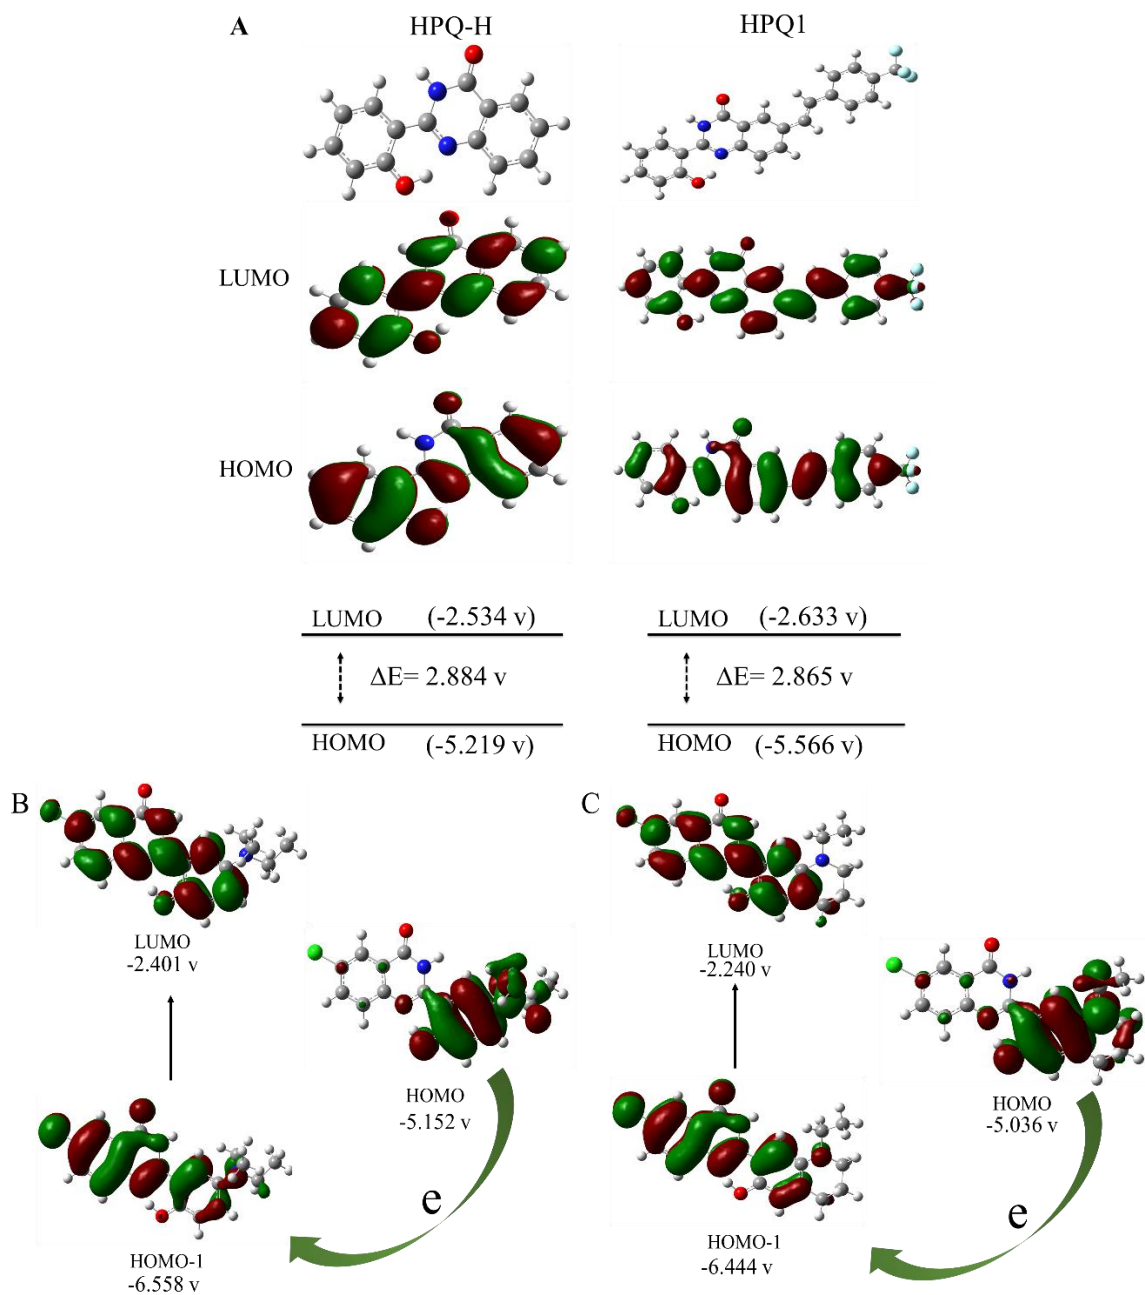 A
HPQ-H
HPQ1
LUMO
HOMO
LUMO (-2.534 v)
ΔE= 2.884 v
HOMO (-5.219 v)
LUMO (-2.633 v)
ΔE= 2.865 v
HOMO (-5.566 v)
B
LUMO
-2.401 v
HOMO
-5.152 v
e
HOMO-1
-6.558 v
C
LUMO
-2.240 v
HOMO
-5.036 v
e
HOMO-1
-6.444 v